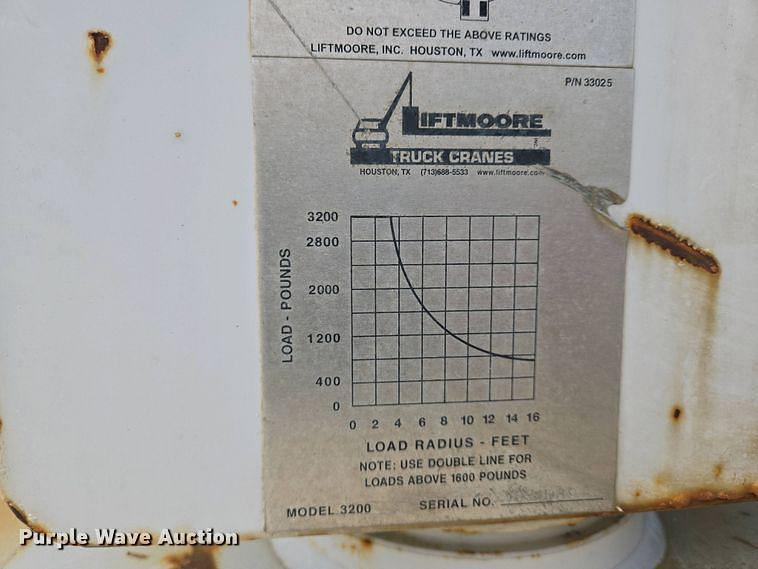 DO NOT EXCEED THE ABOVE RATINGS
LIFTMOORE, INC. HOUSTON, TX www.liftmoore.com
P/N 33025
LIFTMOORE
TRUCK CRANES
HOUSTON, TX (713)688-5533 www.liftmoore.com
3200
2800
2000
1200
400
0
LOAD - POUNDS
0 2 4 6 8 10 12 14 16
LOAD RADIUS - FEET
NOTE: USE DOUBLE LINE FOR
LOADS ABOVE 1600 POUNDS
MODEL 3200 SERIAL NO.
Purple Wave Auction